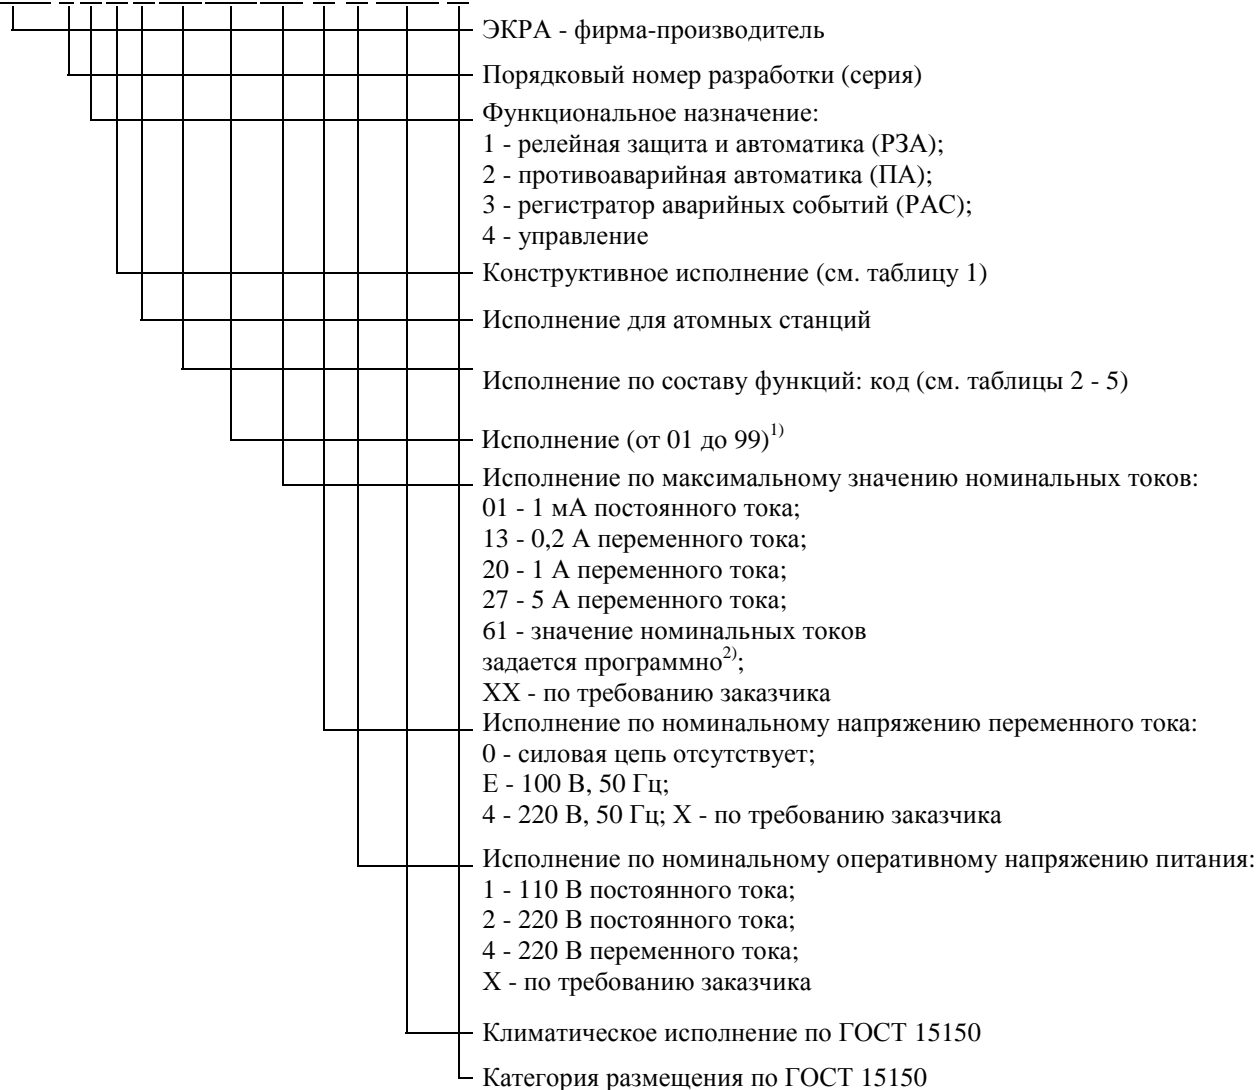 ЭКРА - фирма-производитель
Порядковый номер разработки (серия)
Функциональное назначение:
1 - релейная защита и автоматика (РЗА);
2 - противоаварийная автоматика (ПА);
3 - регистратор аварийных событий (РАС);
4 - управление
Конструктивное исполнение (см. таблицу 1)
Исполнение для атомных станций
Исполнение по составу функций: код (см. таблицы 2 - 5)
Исполнение (от 01 до 99)1)
Исполнение по максимальному значению номинальных токов:
01 - 1 мА постоянного тока;
13 - 0,2 А переменного тока;
20 - 1 А переменного тока;
27 - 5 А переменного тока;
61 - значение номинальных токов
задается программно2);
ХХ - по требованию заказчика
Исполнение по номинальному напряжению переменного тока:
0 - силовая цепь отсутствует;
Е - 100 В, 50 Гц;
4 - 220 В, 50 Гц; Х - по требованию заказчика
Исполнение по номинальному оперативному напряжению питания:
1 - 110 В постоянного тока;
2 - 220 В постоянного тока;
4 - 220 В переменного тока;
Х - по требованию заказчика
Климатическое исполнение по ГОСТ 15150
Категория размещения по ГОСТ 15150